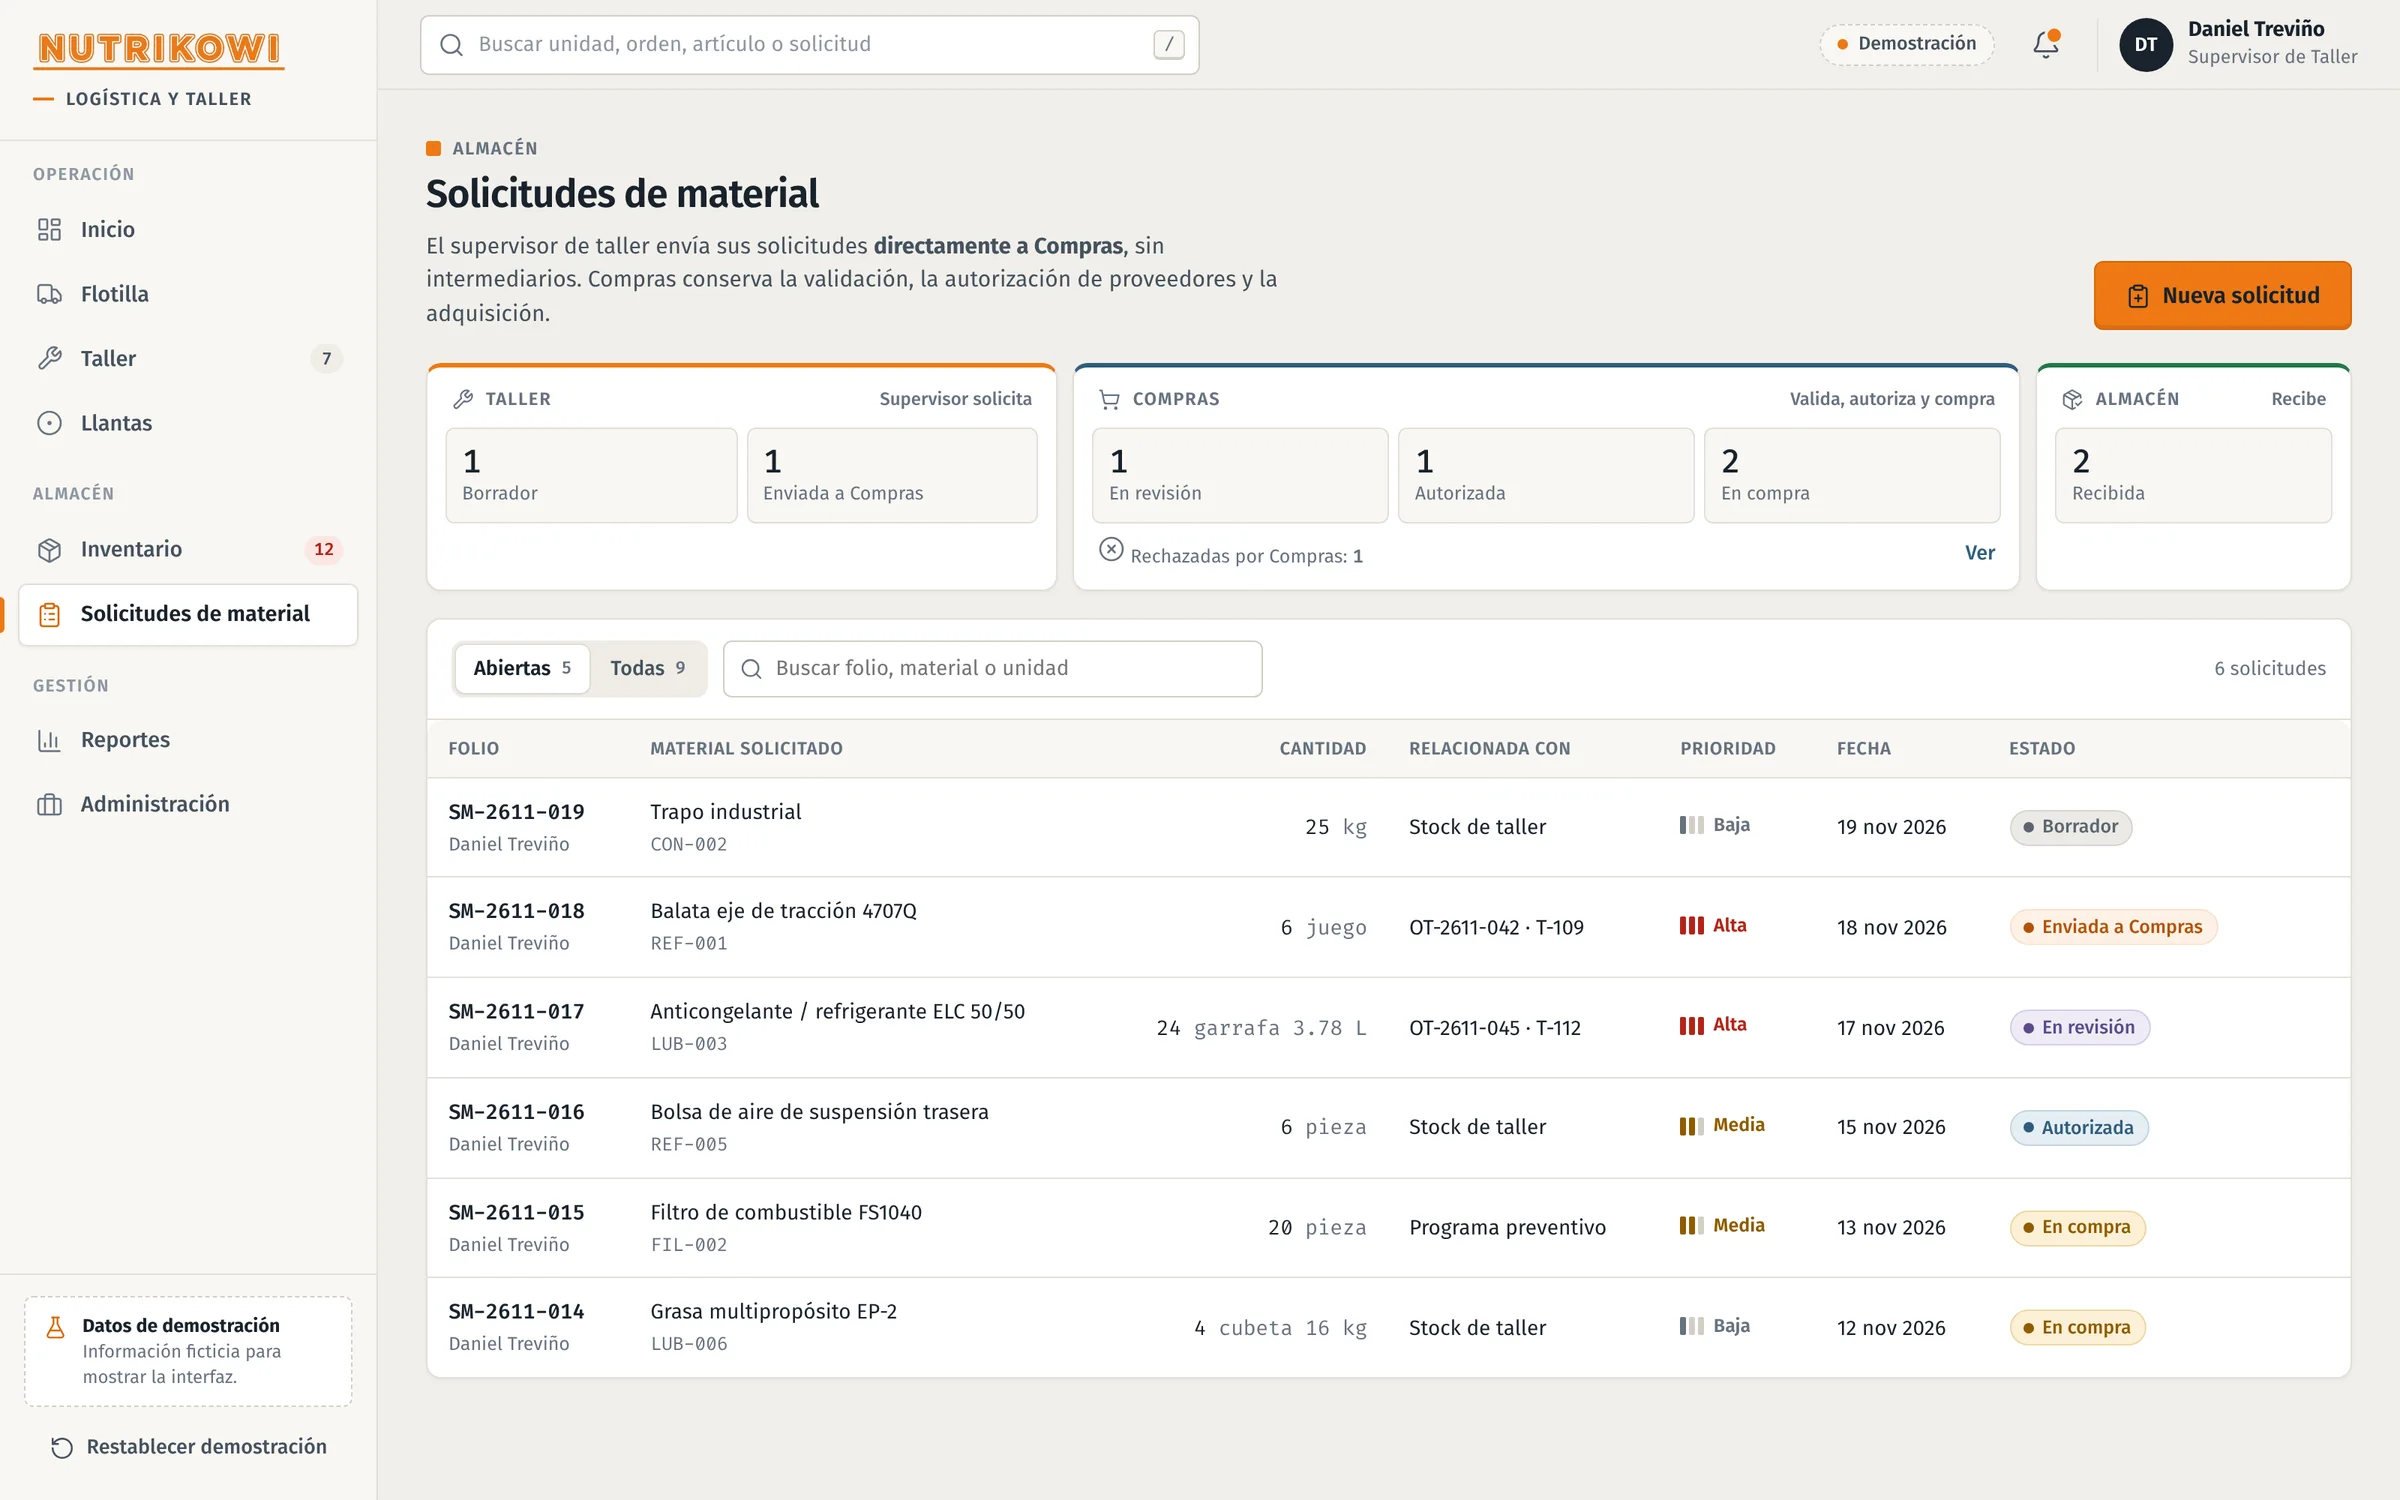 NUTRIKOWI
LOGÍSTICA Y TALLER
OPERACIÓN
Inicio
Flotilla
Taller 7
Llantas
ALMACÉN
Inventario 12
Solicitudes de material
GESTIÓN
Reportes
Administración
Datos de demostración
Información ficticia para
mostrar la interfaz.
Restablecer demostración
Buscar unidad, orden, artículo o solicitud /
Demostración
DT
Daniel Treviño
Supervisor de Taller
ALMACÉN
Solicitudes de material
El supervisor de taller envía sus solicitudes directamente a Compras, sin
intermediarios. Compras conserva la validación, la autorización de proveedores y la
adquisición.
Nueva solicitud
TALLER Supervisor solicita
1
Borrador
1
Enviada a Compras
COMPRAS Valida, autoriza y compra
1
En revisión
1
Autorizada
2
En compra
Rechazadas por Compras: 1 Ver
ALMACÉN Recibe
2
Recibida
Abiertas 5 Todas 9 Buscar folio, material o unidad 6 solicitudes
FOLIO MATERIAL SOLICITADO CANTIDAD RELACIONADA CON PRIORIDAD FECHA ESTADO
SM-2611-019 Trapo industrial 25 kg Stock de taller Baja 19 nov 2026 Borrador
Daniel Treviño CON-002
SM-2611-018 Balata eje de tracción 4707Q 6 juego OT-2611-042 · T-109 Alta 18 nov 2026 Enviada a Compras
Daniel Treviño REF-001
SM-2611-017 Anticongelante / refrigerante ELC 50/50 24 garrafa 3.78 L OT-2611-045 · T-112 Alta 17 nov 2026 En revisión
Daniel Treviño LUB-003
SM-2611-016 Bolsa de aire de suspensión trasera 6 pieza Stock de taller Media 15 nov 2026 Autorizada
Daniel Treviño REF-005
SM-2611-015 Filtro de combustible FS1040 20 pieza Programa preventivo Media 13 nov 2026 En compra
Daniel Treviño FIL-002
SM-2611-014 Grasa multipropósito EP-2 4 cubeta 16 kg Stock de taller Baja 12 nov 2026 En compra
Daniel Treviño LUB-006